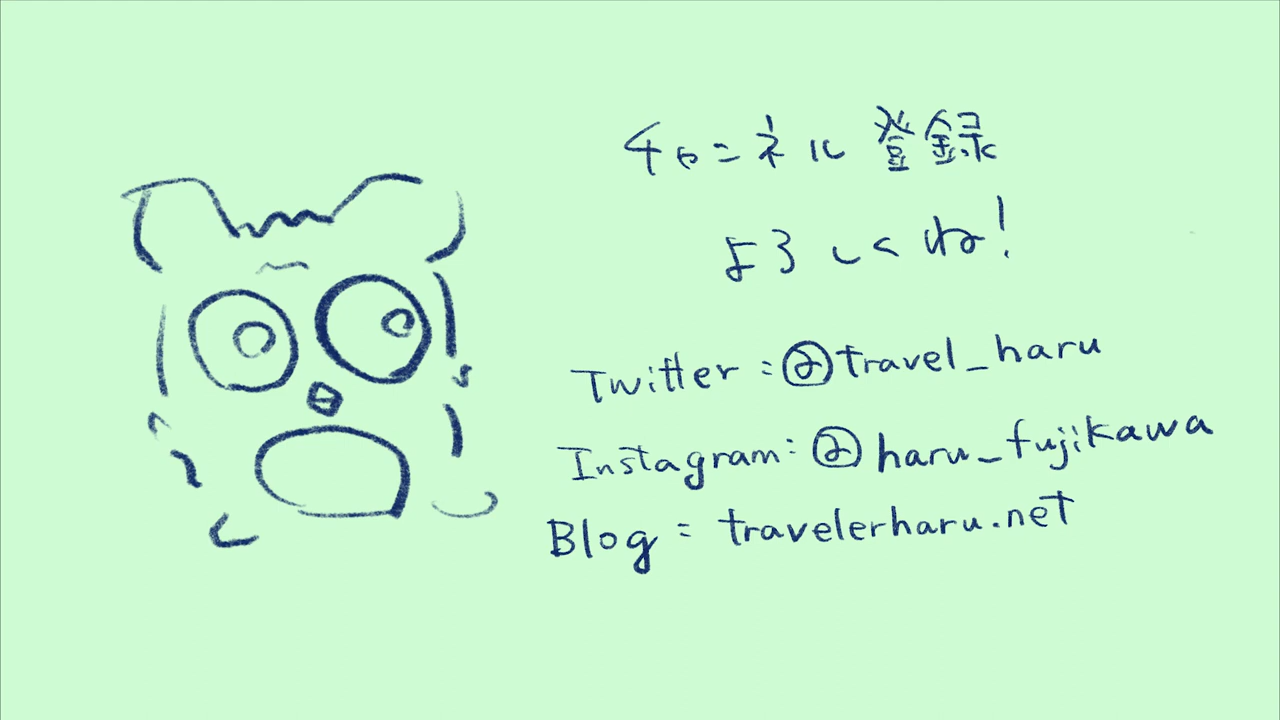 チャンネル登録
よろしくね!
Twitter:@travel_haru
Instagram:@haru_fujikawa
Blog:travelerharu.net